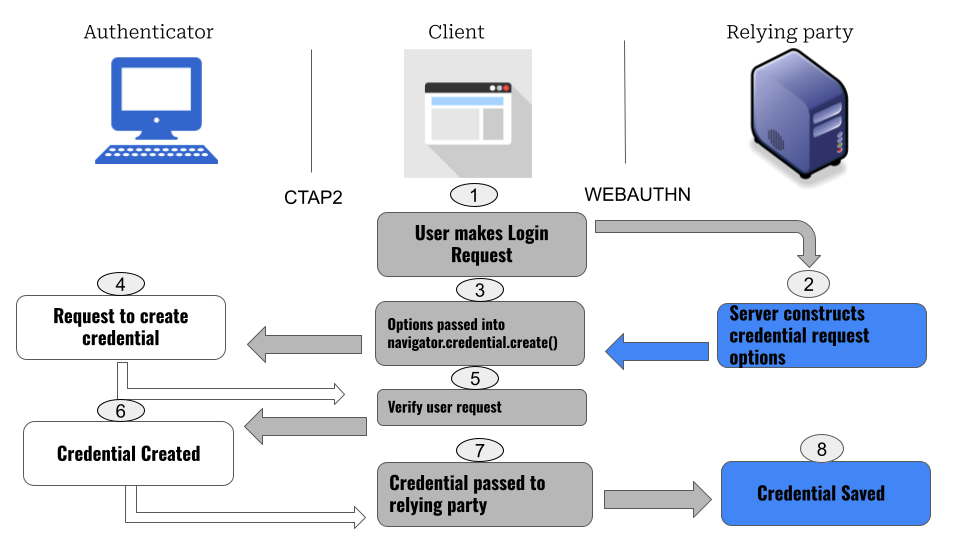 Authenticator
Client
Relying party
CTAP2
WEBAUTHN
1
User makes Login
Request
2
Server constructs
credential request
options
3
Options passed into
navigator.credential.create()
4
Request to create
credential
5
Verify user request
6
Credential Created
7
Credential passed to
relying party
8
Credential Saved